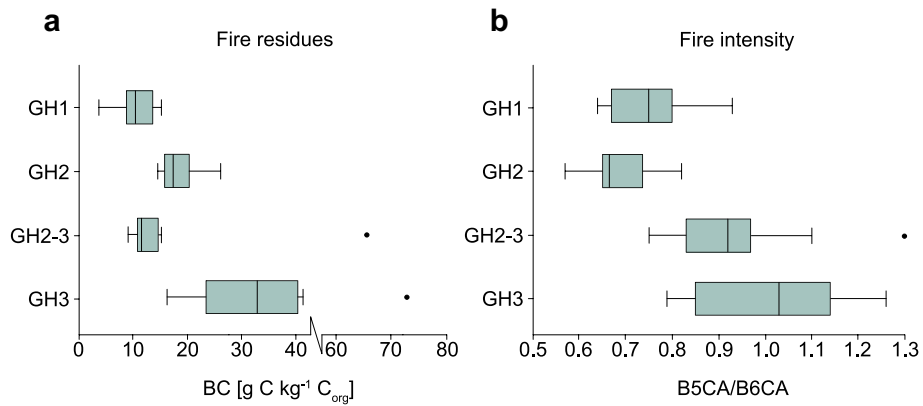 a
Fire residues
GH1
GH2
GH2-3
GH3
0 10 20 30 40 60 70 80
BC [g C kg⁻¹ C_org]
b
Fire intensity
GH1
GH2
GH2-3
GH3
0.5 0.6 0.7 0.8 0.9 1.0 1.1 1.2 1.3
B5CA/B6CA